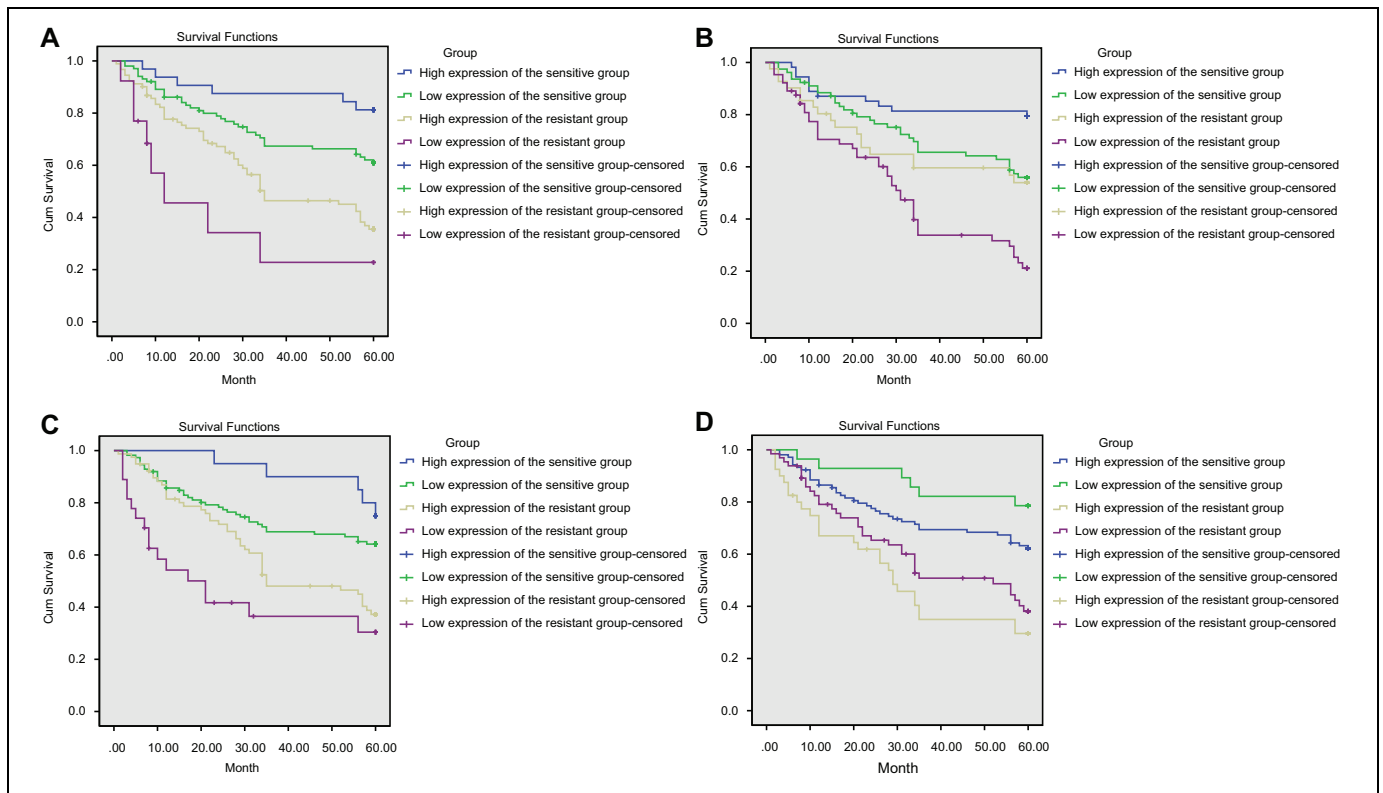 A
Survival Functions
Cum Survival
1.0
0.8
0.6
0.4
0.2
0.0
.00 10.00 20.00 30.00 40.00 50.00 60.00
Month
Group
High expression of the sensitive group
Low expression of the sensitive group
High expression of the resistant group
Low expression of the resistant group
High expression of the sensitive group-censored
Low expression of the sensitive group-censored
High expression of the resistant group-censored
Low expression of the resistant group-censored
B
Survival Functions
Cum Survival
1.0
0.8
0.6
0.4
0.2
0.0
.00 10.00 20.00 30.00 40.00 50.00 60.00
Month
Group
High expression of the sensitive group
Low expression of the sensitive group
High expression of the resistant group
Low expression of the resistant group
High expression of the sensitive group-censored
Low expression of the sensitive group-censored
High expression of the resistant group-censored
Low expression of the resistant group-censored
C
Survival Functions
Cum Survival
1.0
0.8
0.6
0.4
0.2
0.0
.00 10.00 20.00 30.00 40.00 50.00 60.00
Month
Group
High expression of the sensitive group
Low expression of the sensitive group
High expression of the resistant group
Low expression of the resistant group
High expression of the sensitive group-censored
Low expression of the sensitive group-censored
High expression of the resistant group-censored
Low expression of the resistant group-censored
D
Survival Functions
Cum Survival
1.0
0.8
0.6
0.4
0.2
0.0
.00 10.00 20.00 30.00 40.00 50.00 60.00
Month
Group
High expression of the sensitive group
Low expression of the sensitive group
High expression of the resistant group
Low expression of the resistant group
High expression of the sensitive group-censored
Low expression of the sensitive group-censored
High expression of the resistant group-censored
Low expression of the resistant group-censored